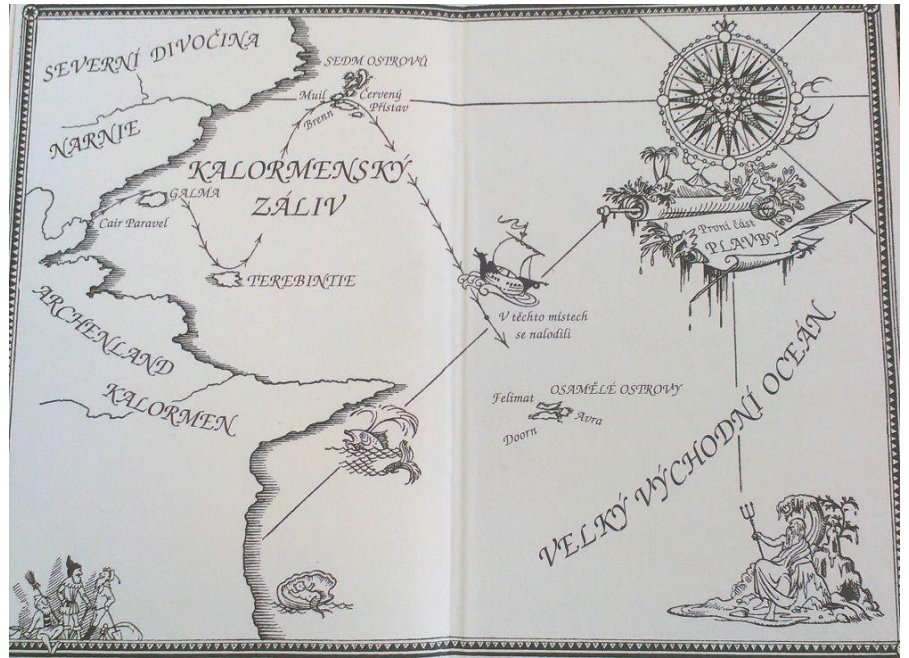 SEVERNÍ DIVOČINA
NARNIE
SEDM OSTROVŮ
Muil
Červený
Přístav
Brenn
KALORMENSKÝ
ZÁLIV
GALMA
Cair Paravel
TEREBINTIE
První část
PLAVBY
ARCHENLAND
KALORMEN
V těchto místech
se nalodili
OSAMĚLÉ OSTROVY
Felimat
Avra
Doorn
VELKÝ VÝCHODNÍ OCEÁN